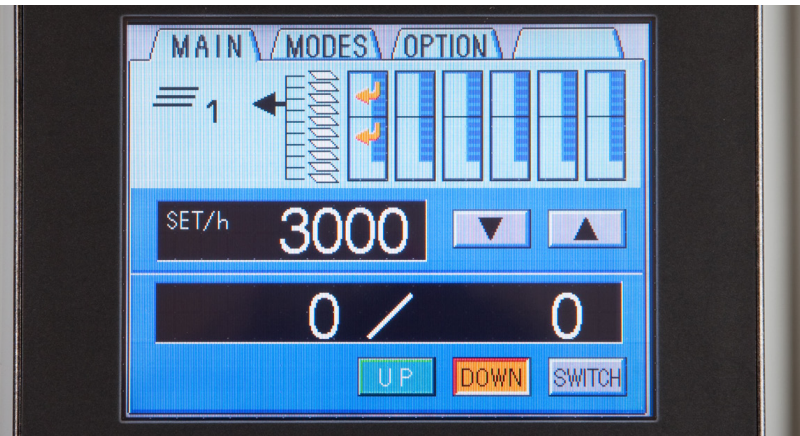 MAIN MODES OPTION
1
SET/h 3000
0 / 0
UP DOWN SWITCH